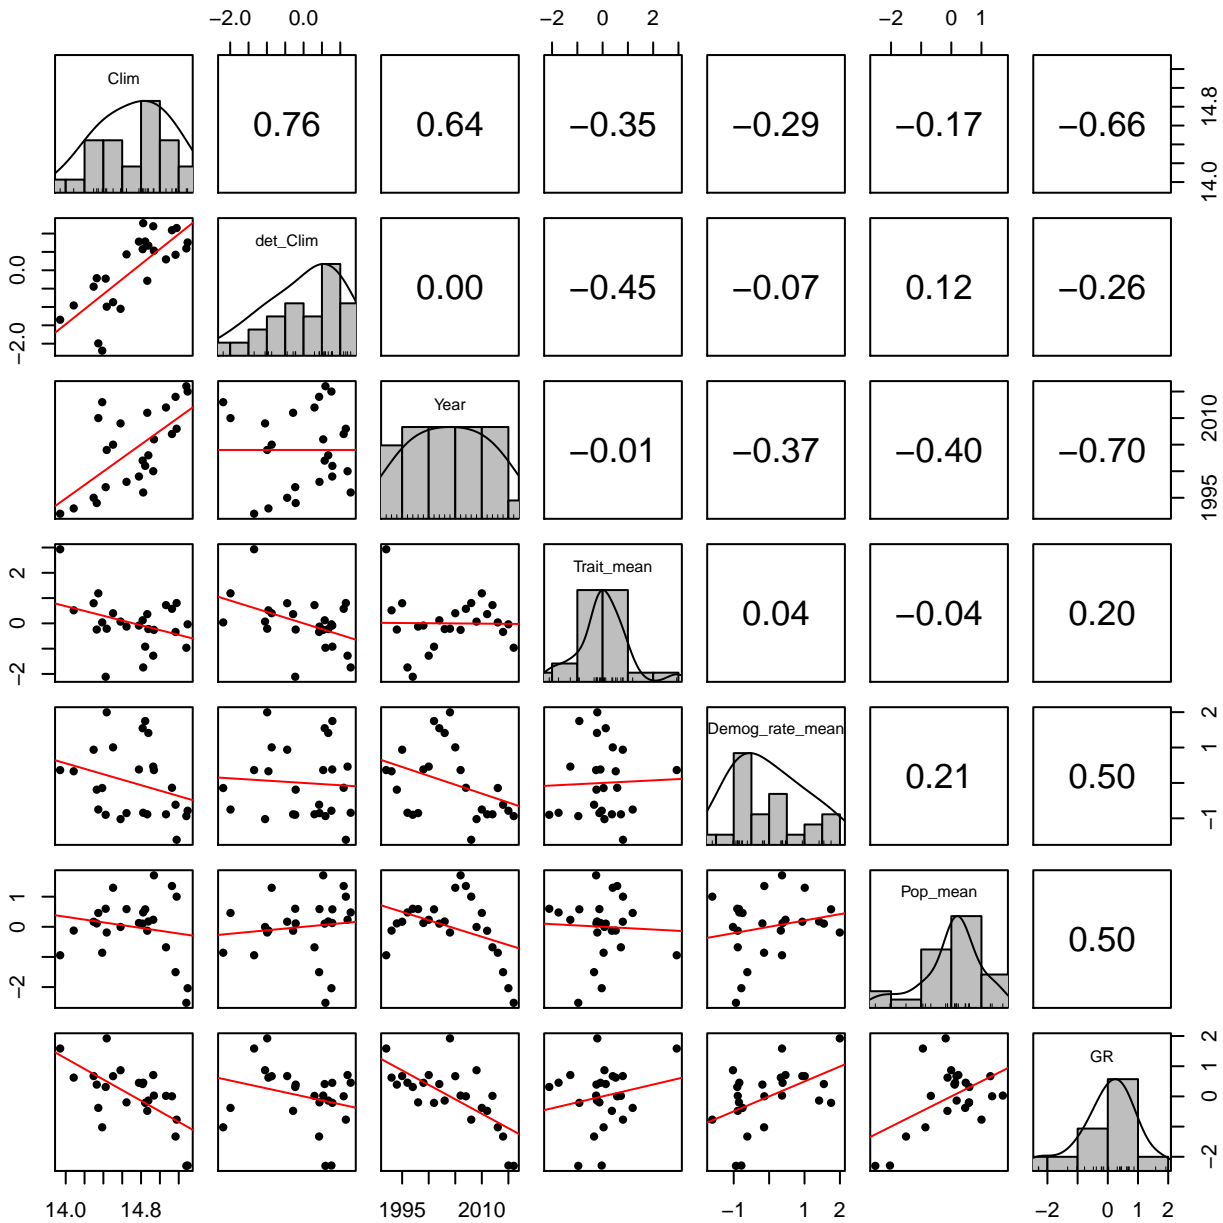 −2.0 0.0 −2 0 2 −2 0 1
Clim 0.76 0.64 −0.35 −0.29 −0.17 −0.66 14.0 14.8
−2.0 0.0 det_Clim 0.00 −0.45 −0.07 0.12 −0.26
Year −0.01 −0.37 −0.40 −0.70 1995 2010
−2 0 2 Trait_mean 0.04 −0.04 0.20
Demog_rate_mean 0.21 0.50 −1 1 2
−2 0 1 Pop_mean 0.50
GR −2 0 1 2
14.0 14.8 1995 2010 −1 1 2 −2 0 1 2